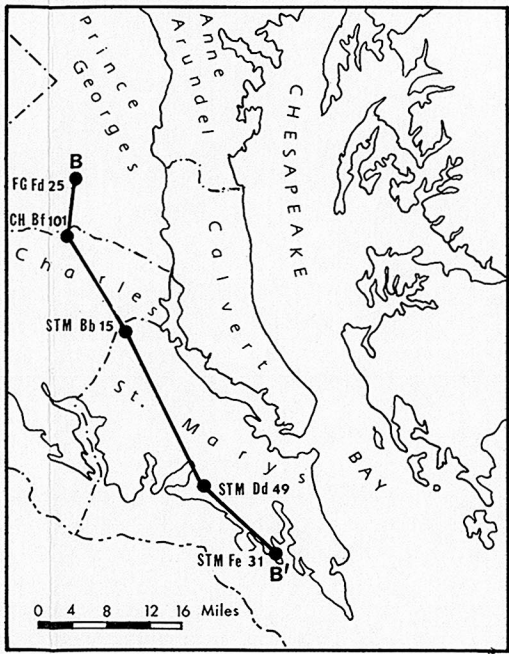 Prince
Georges
Anne
Arundel
CHESAPEAKE
B
FG Fd 25
CH Bf 101
Charles
Calvert
STM Bb 15
St. Marys
BAY
STM Dd 49
STM Fe 31
B'
0 4 8 12 16 Miles